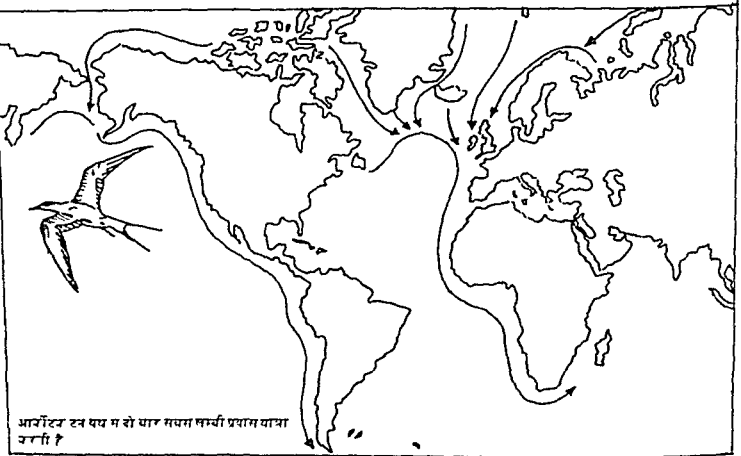 आर्कटिक टर्न वर्ष म दो बार सबस लम्बी प्रवास यात्रा
करती है